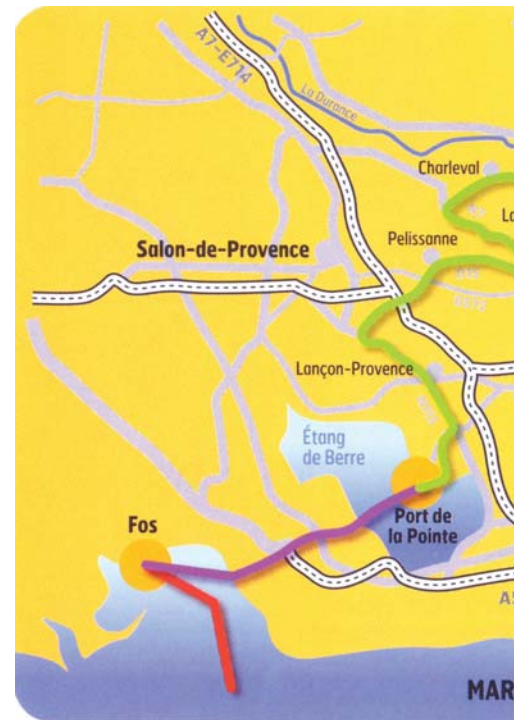 A7-E714
La Durance
Charleval
Pelissanne
Salon-de-Provence
Lançon-Provence
Étang
de Berre
Port de
la Pointe
Fos